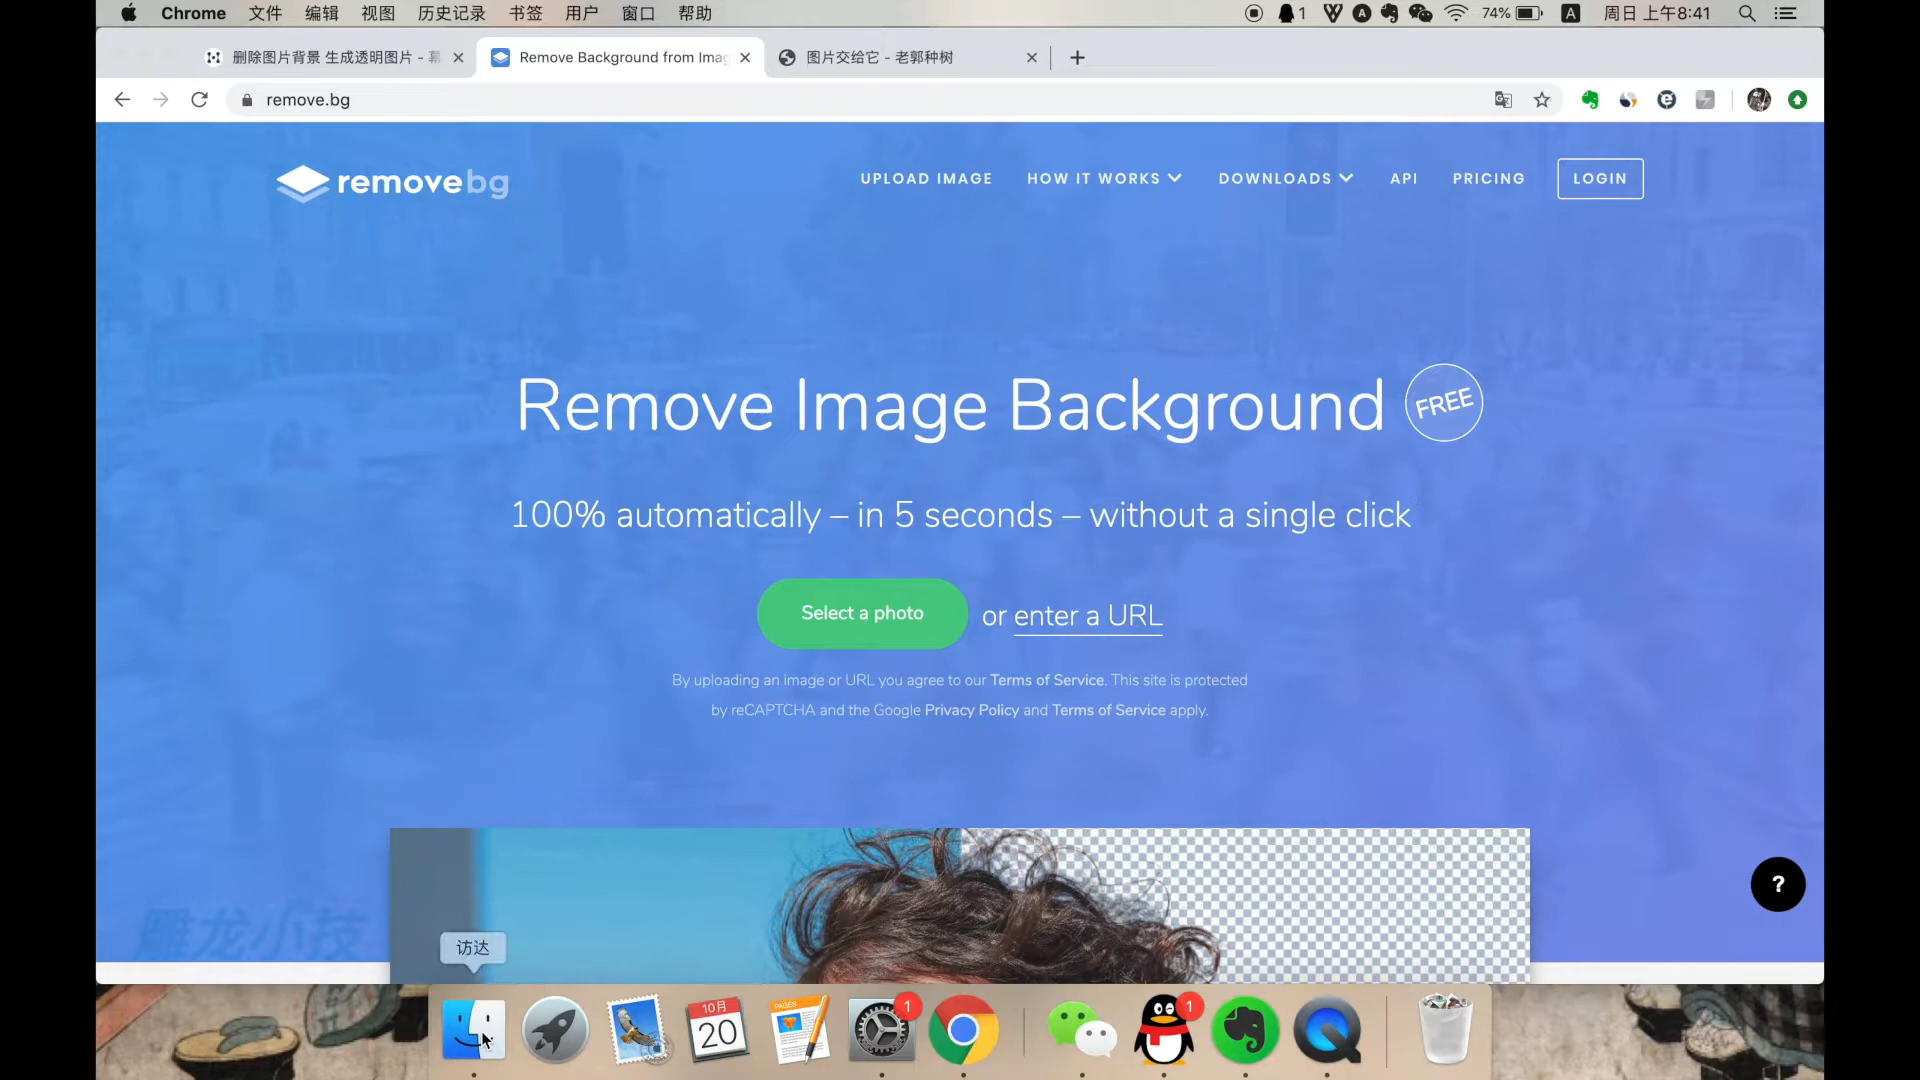 Chrome 文件 编辑 视图 历史记录 书签 用户 窗口 帮助 1 74% A 周日 上午8:41
删除图片背景 生成透明图片 - Remove Background from Imag 图片交给它 - 老郭种树
remove.bg
removebg UPLOAD IMAGE HOW IT WORKS DOWNLOADS API PRICING LOGIN
Remove Image Background FREE
100% automatically – in 5 seconds – without a single click
Select a photo or enter a URL
By uploading an image or URL you agree to our Terms of Service. This site is protected
by reCAPTCHA and the Google Privacy Policy and Terms of Service apply.
?
雕龙小技
访达
10月 PAGES 1 1
20